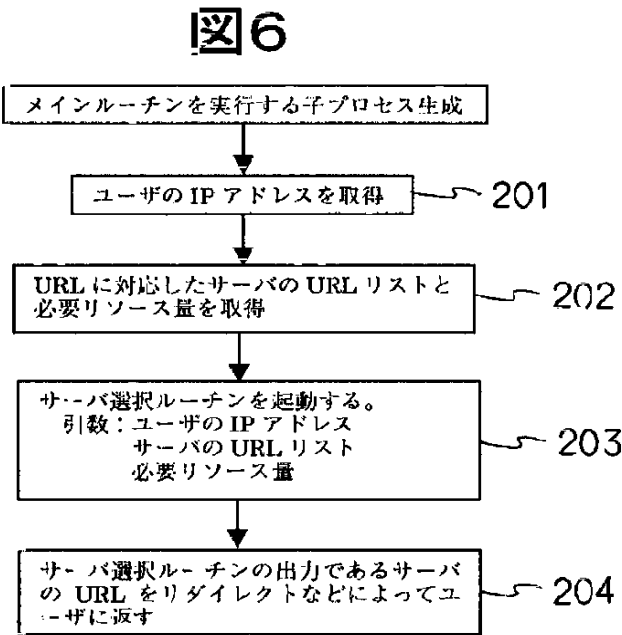 図6
メインルーチンを実行する子プロセス生成
ユーザのIPアドレスを取得
201
URLに対応したサーバのURLリストと
必要リソース量を取得
202
サーバ選択ルーチンを起動する。
引数：ユーザのIPアドレス
サーバのURLリスト
必要リソース量
203
サーバ選択ルーチンの出力であるサーバ
のURLをリダイレクトなどによってユ
ーザに返す
204